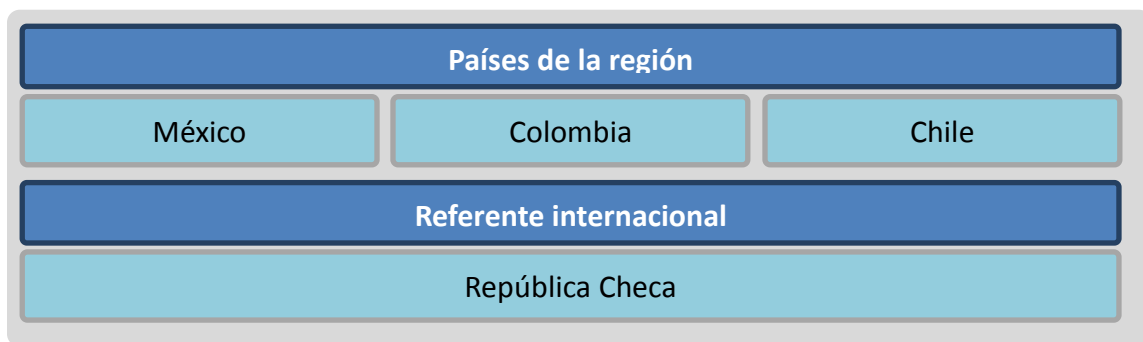 Países de la región
México Colombia Chile
Referente internacional
República Checa